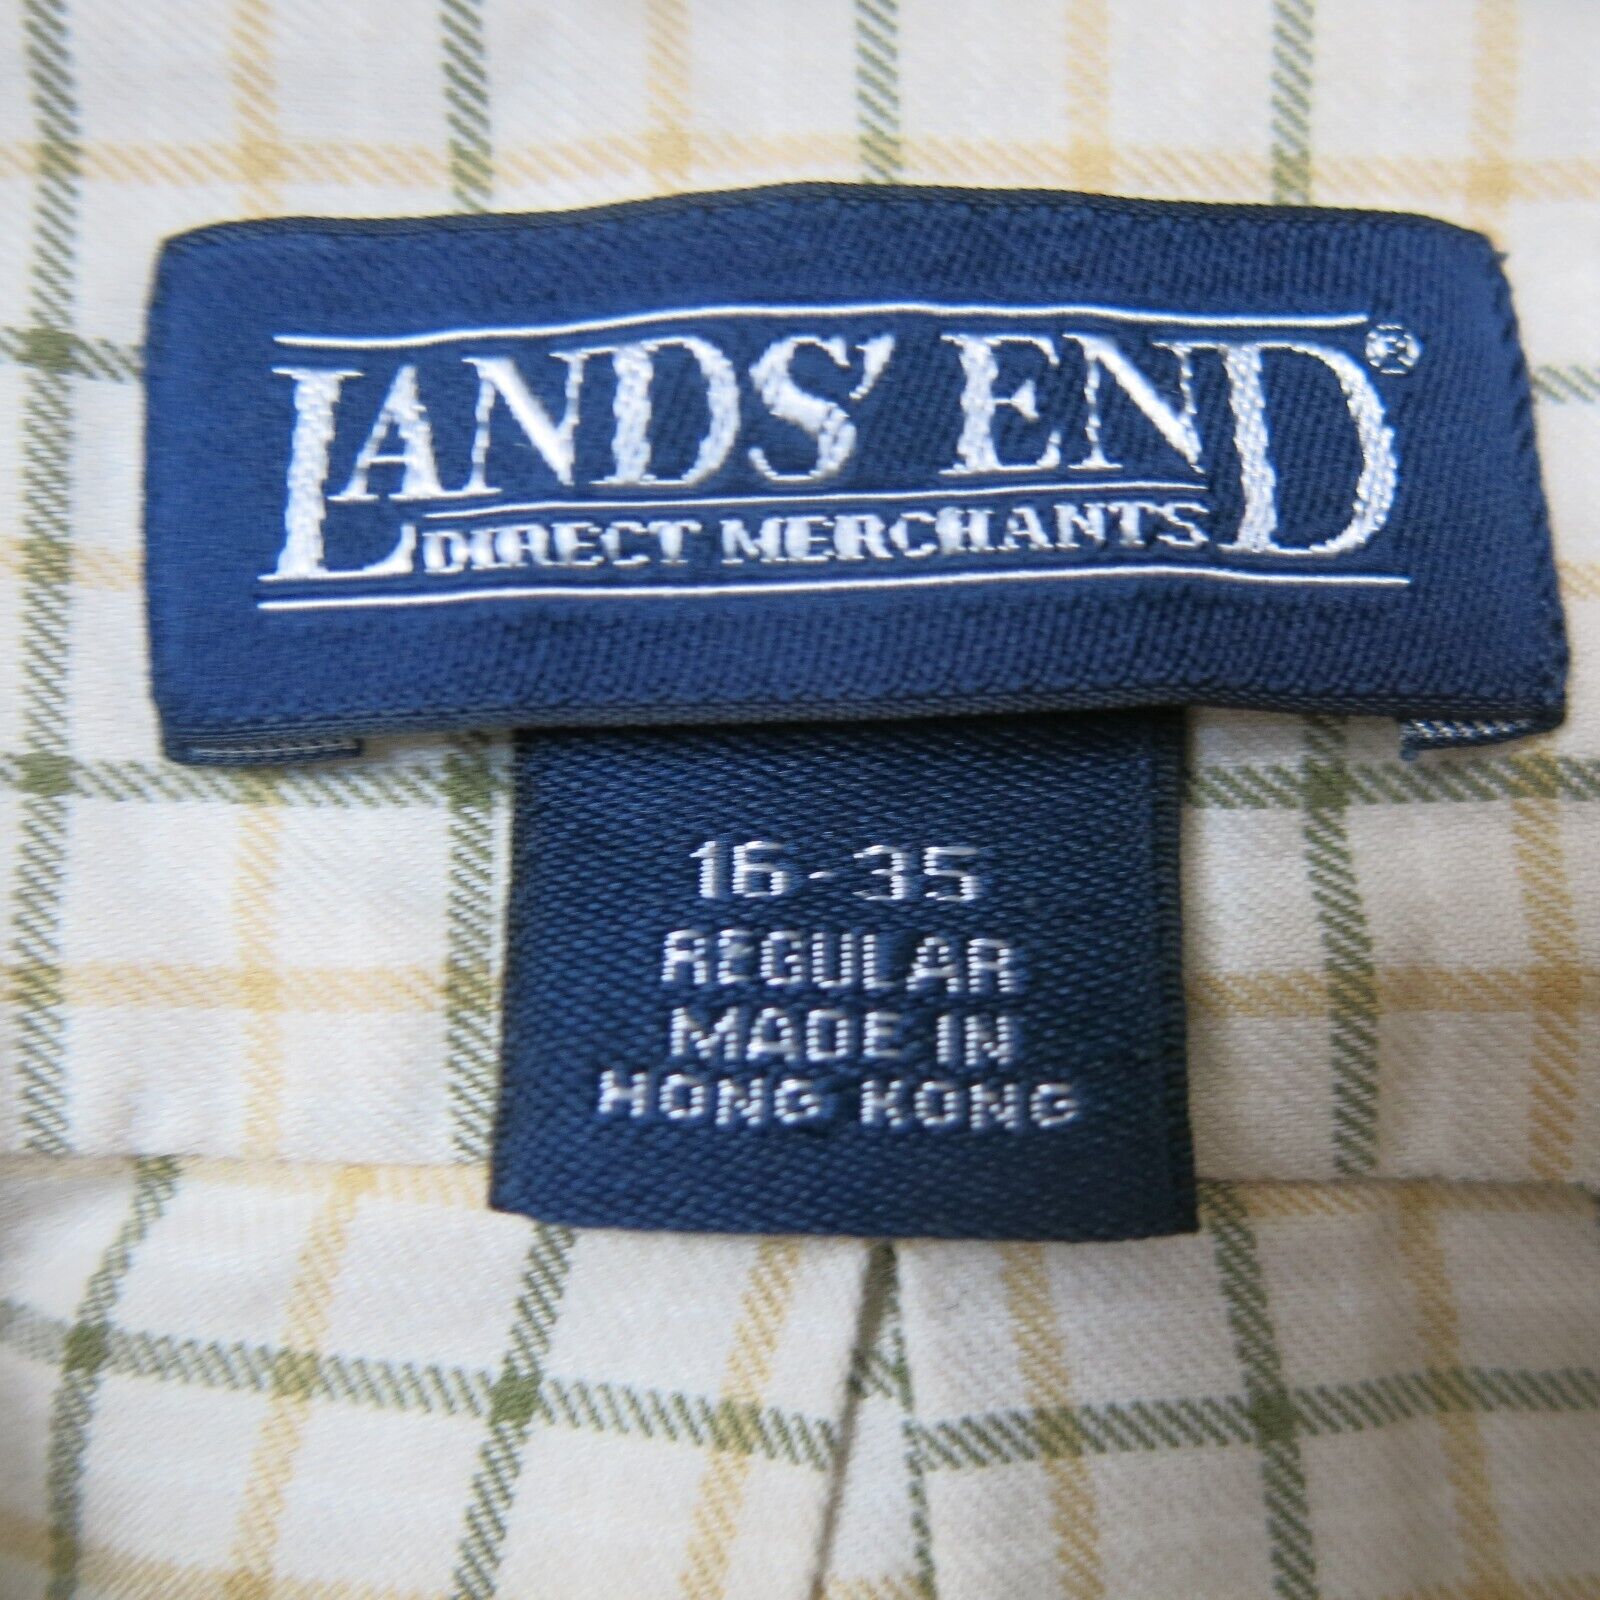 LANDS' END®
DIRECT MERCHANTS
16-35
REGULAR
MADE IN
HONG KONG